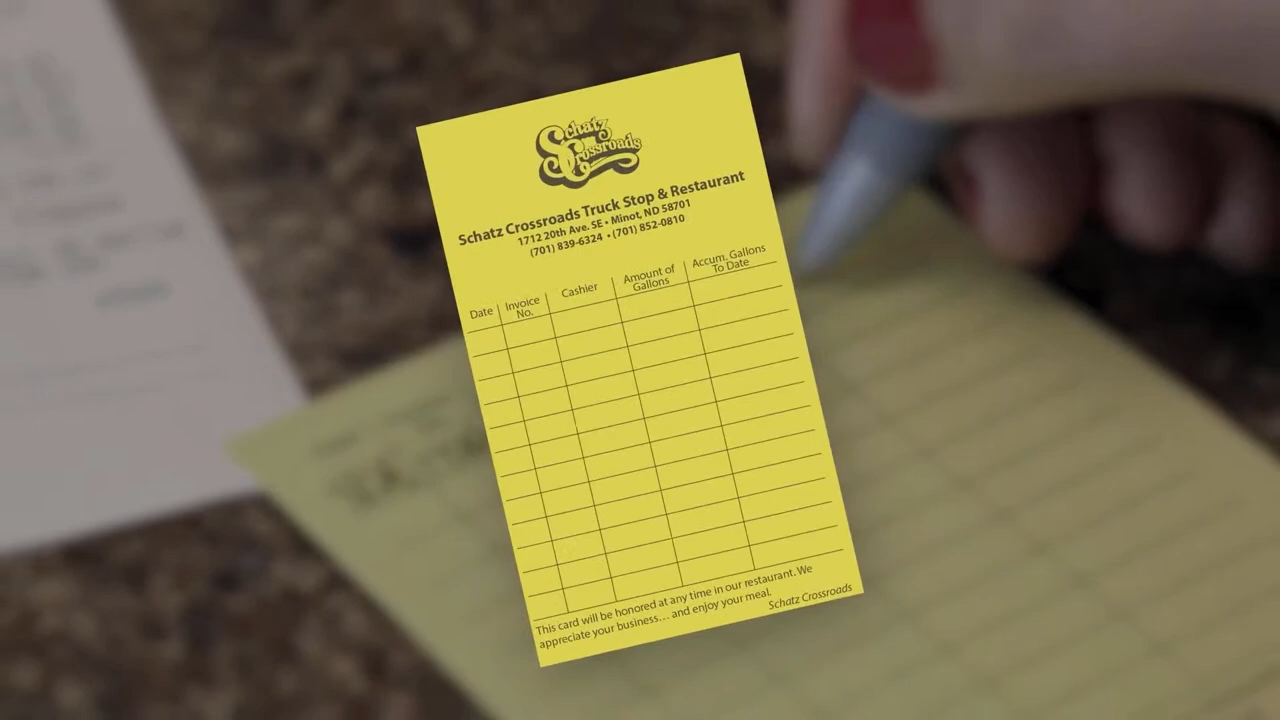 Schatz
Crossroads
Schatz Crossroads Truck Stop & Restaurant
1712 20th Ave. SE • Minot, ND 58701
(701) 839-6324 • (701) 852-0810
Date Invoice No. Cashier Amount of Gallons Accum. Gallons To Date
This card will be honored at any time in our restaurant. We
appreciate your business... and enjoy your meal.
Schatz Crossroads